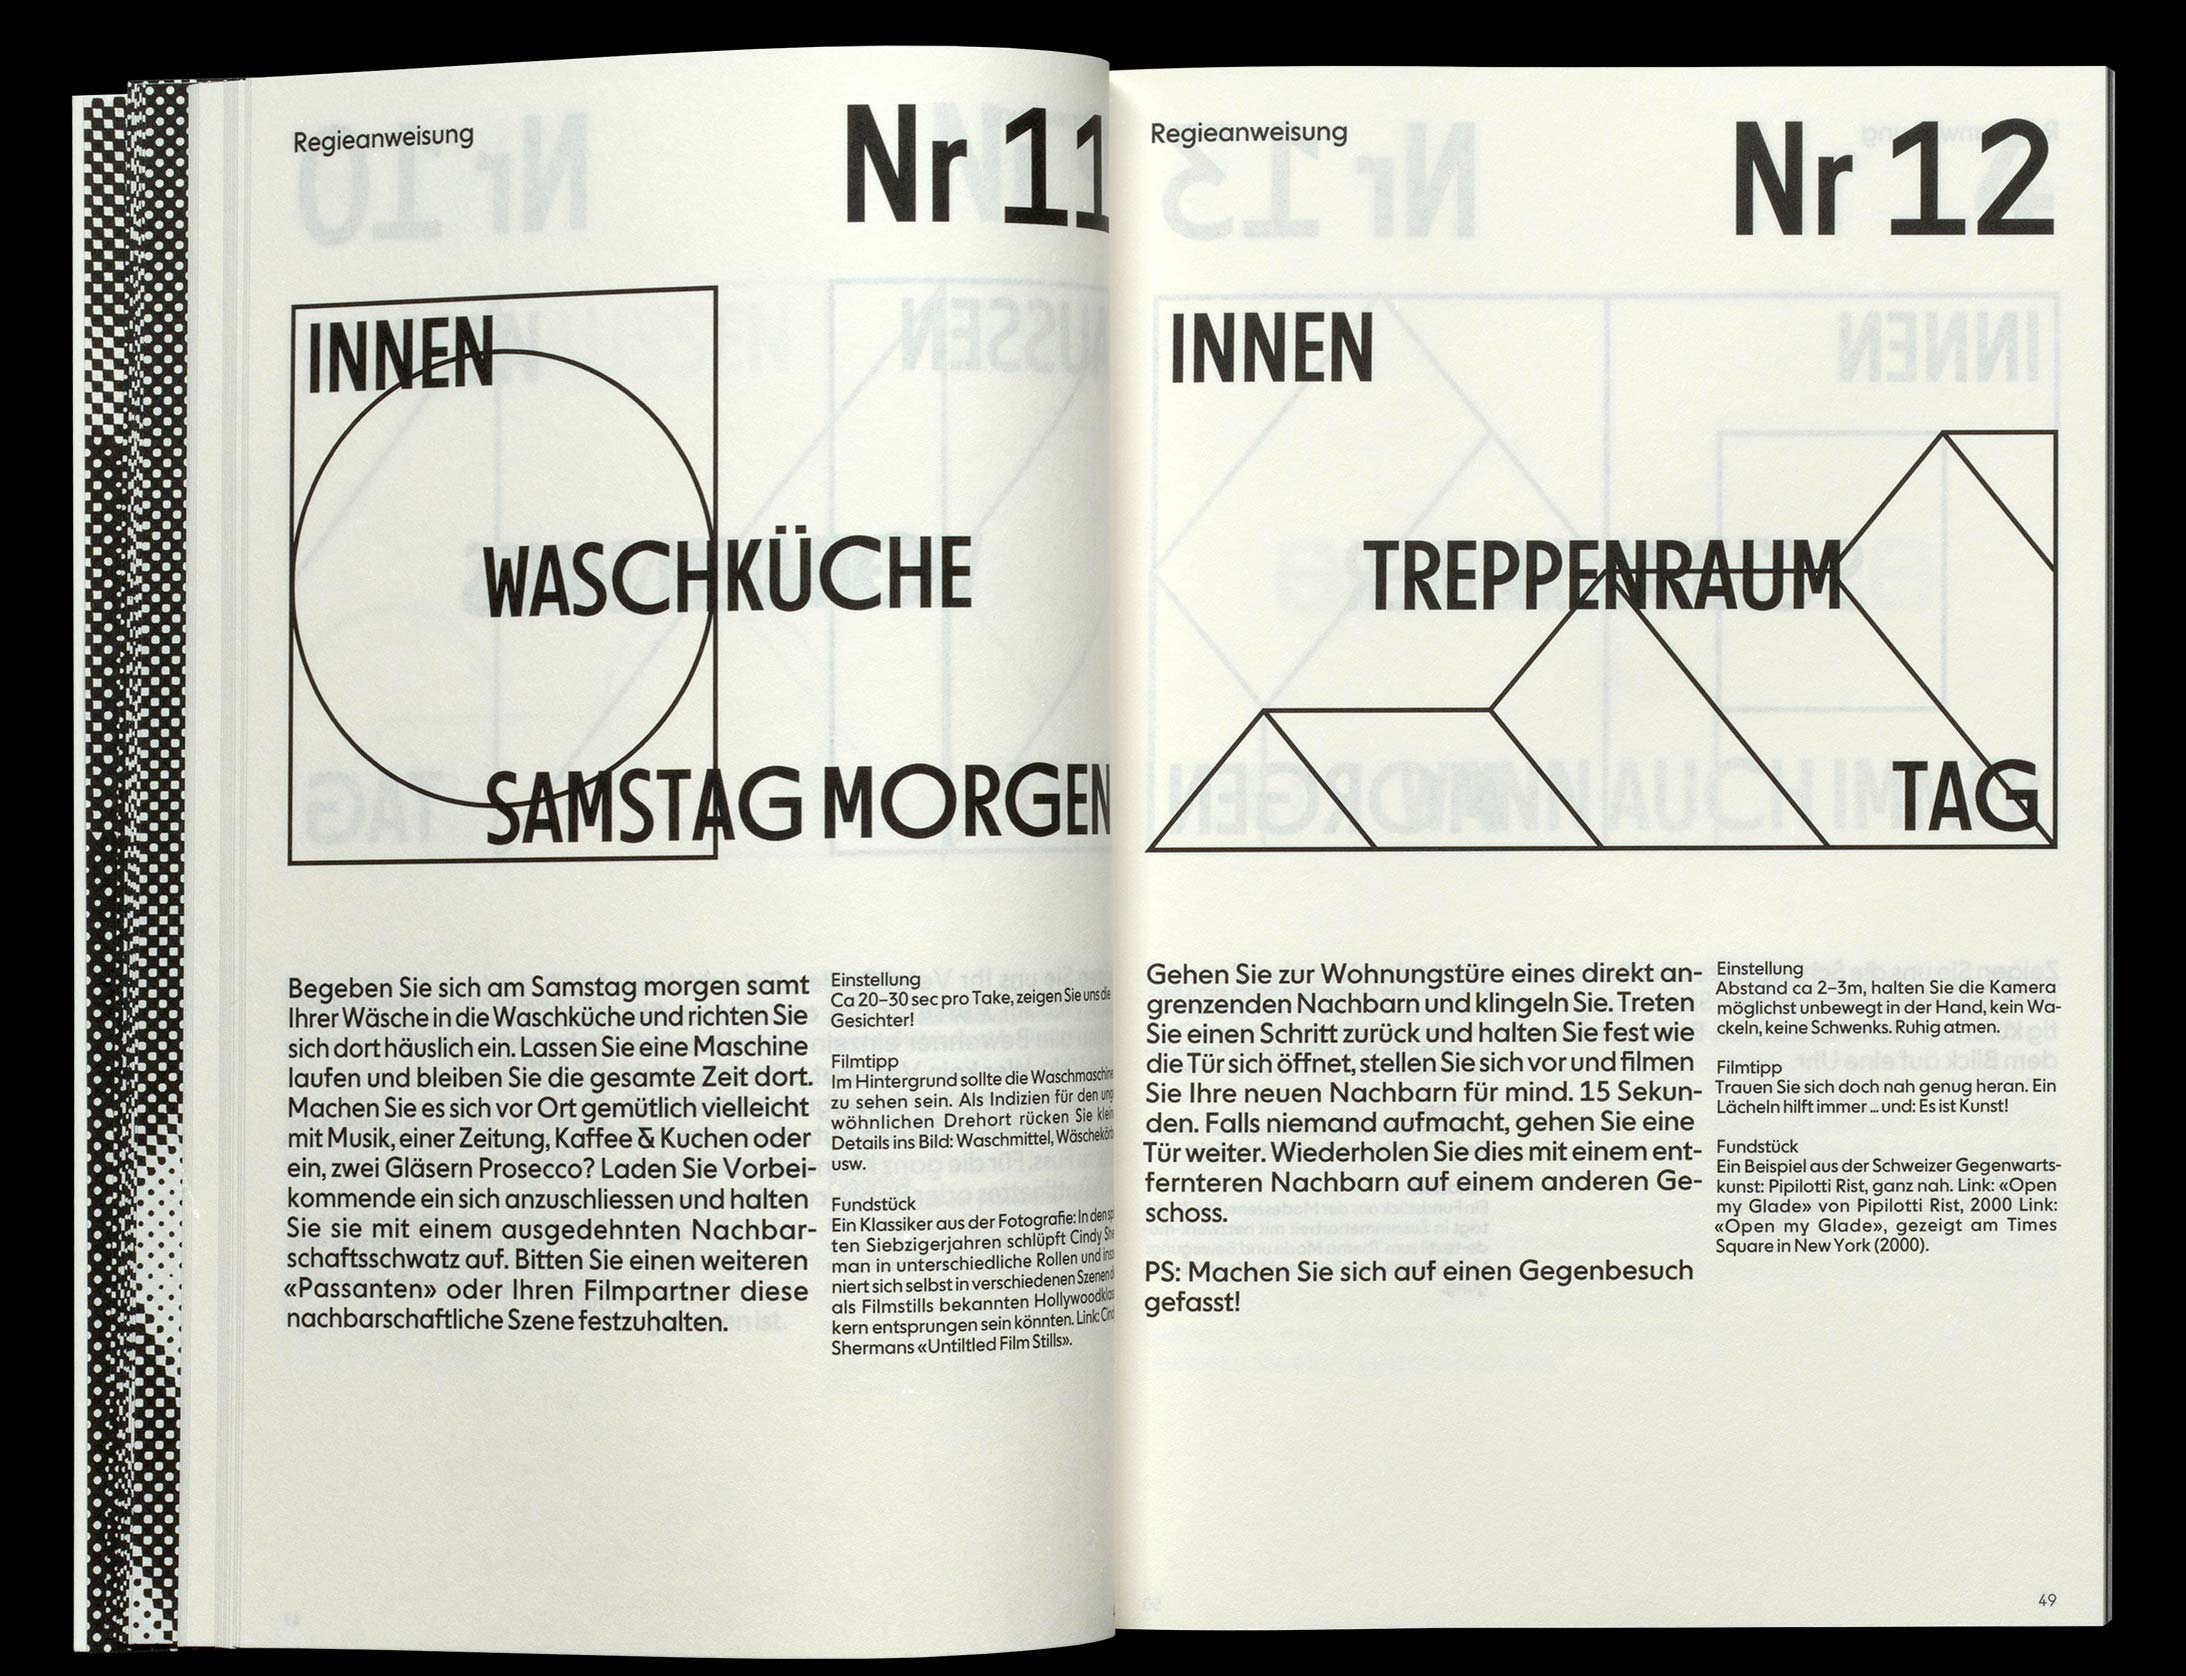 Regieanweisung
Nr 11
INNEN
WASCHKÜCHE
SAMSTAG MORGEN
Begeben Sie sich am Samstag morgen samt
Ihrer Wäsche in die Waschküche und richten Sie
sich dort häuslich ein. Lassen Sie eine Maschine
laufen und bleiben Sie die gesamte Zeit dort.
Machen Sie es sich vor Ort gemütlich vielleicht
mit Musik, einer Zeitung, Kaffee & Kuchen oder
ein, zwei Gläsern Prosecco? Laden Sie Vorbei-
kommende ein sich anzuschliessen und halten
Sie sie mit einem ausgedehnten Nachbar-
schaftsschwatz auf. Bitten Sie einen weiteren
«Passanten» oder Ihren Filmpartner diese
nachbarschaftliche Szene festzuhalten.
Einstellung
Ca 20–30 sec pro Take, zeigen Sie uns die
Gesichter!
Filmtipp
Im Hintergrund sollte die Waschmaschine
zu sehen sein. Als Indizien für den
wöhnlichen Drehort rücken Sie
Details ins Bild: Waschmittel,
usw.
Fundstück
Ein Klassiker aus der Fotografie: In den
ten Siebzigerjahren schlüpft Cindy
man in unterschiedliche Rollen und
niert sich selbst in verschiedenen Szenen
als Filmstills bekannten
kern entsprungen sein könnten. Link:
Shermans «Untiltled Film Stills».
Regieanweisung
Nr 12
INNEN
TREPPENRAUM
TAG
Gehen Sie zur Wohnungstüre eines direkt an-
grenzenden Nachbarn und klingeln Sie. Treten
Sie einen Schritt zurück und halten Sie fest wie
die Tür sich öffnet, stellen Sie sich vor und filmen
Sie Ihre neuen Nachbarn für mind. 15 Sekun-
den. Falls niemand aufmacht, gehen Sie eine
Tür weiter. Wiederholen Sie dies mit einem ent-
fernteren Nachbarn auf einem anderen Ge-
schoss.
PS: Machen Sie sich auf einen Gegenbesuch
gefasst!
Einstellung
Abstand ca 2–3m, halten Sie die Kamera
möglichst unbewegt in der Hand, kein Wa-
ckeln, keine Schwenks. Ruhig atmen.
Filmtipp
Trauen Sie sich doch nah genug heran. Ein
Lächeln hilft immer ... und: Es ist Kunst!
Fundstück
Ein Beispiel aus der Schweizer Gegenwarts-
kunst: Pipilotti Rist, ganz nah. Link: «Open
my Glade» von Pipilotti Rist, 2000 Link:
«Open my Glade», gezeigt am Times
Square in New York (2000).
49